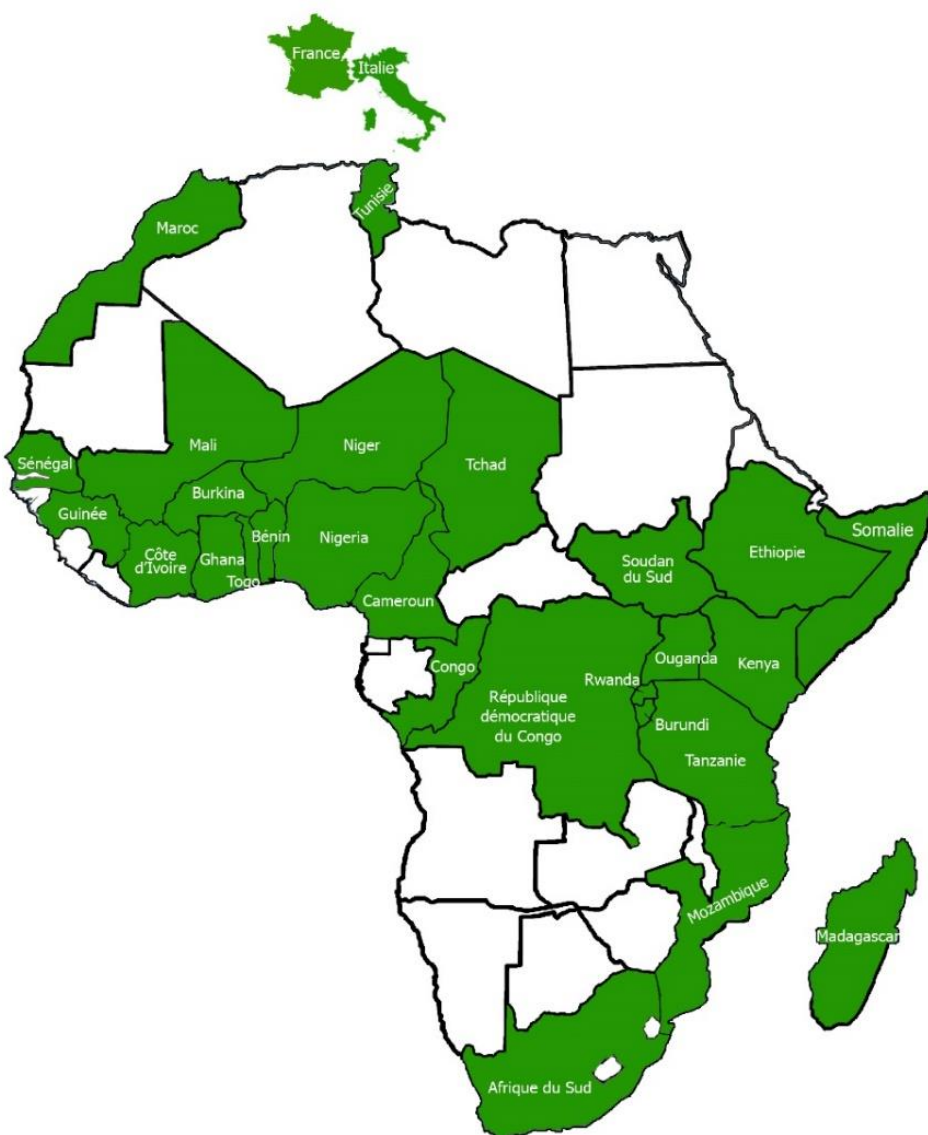 France
Italie
Tunisie
Maroc
Mali
Niger
Tchad
Sénégal
Burkina
Guinée
Côte
d'Ivoire
Ghana
Togo
Bénin
Nigeria
Cameroun
Soudan
du Sud
Ethiopie
Somalie
Congo
Ouganda
Kenya
Rwanda
République
démocratique
du Congo
Burundi
Tanzanie
Mozambique
Madagascar
Afrique du Sud